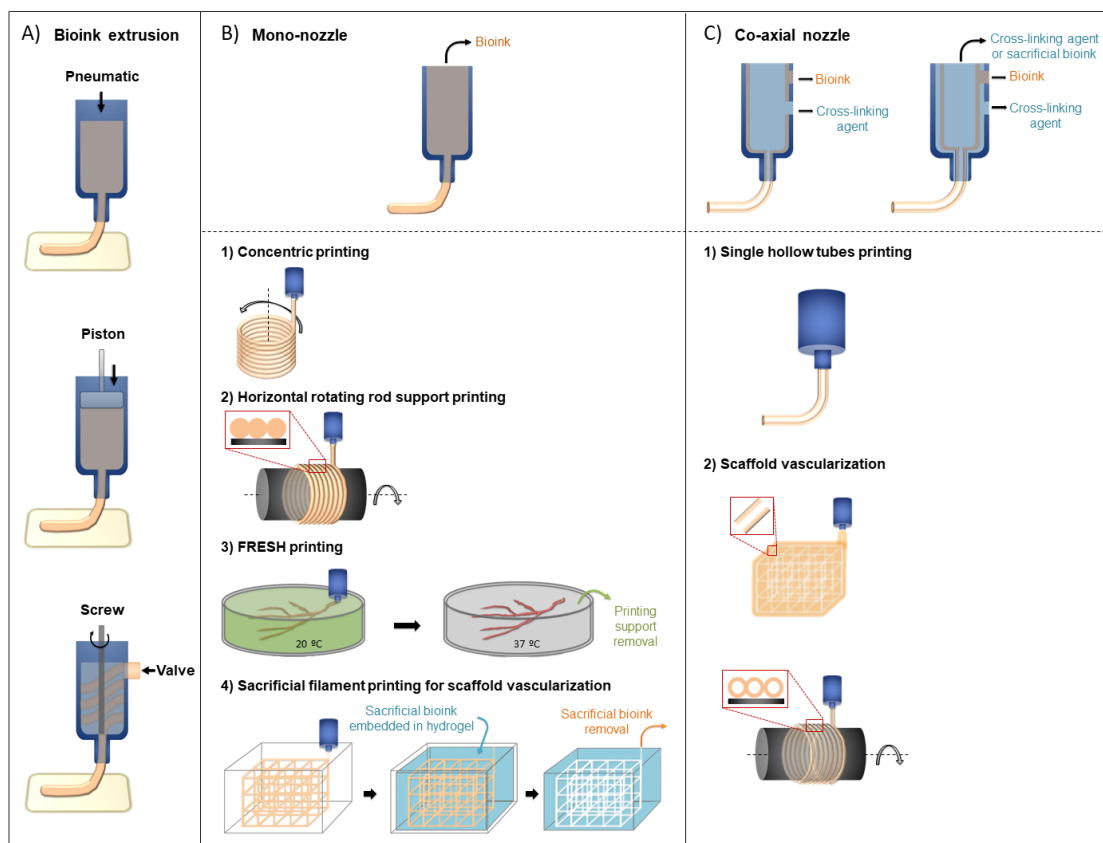 A) Bioink extrusion
Pneumatic
Piston
Screw
Valve
B) Mono-nozzle
Bioink
1) Concentric printing
2) Horizontal rotating rod support printing
3) FRESH printing
20 ºC
37 ºC
Printing
support
removal
4) Sacrificial filament printing for scaffold vascularization
Sacrificial bioink
embedded in hydrogel
Sacrificial bioink
removal
C) Co-axial nozzle
Bioink
Cross-linking
agent
Cross-linking agent
or sacrificial bioink
Bioink
Cross-linking
agent
1) Single hollow tubes printing
2) Scaffold vascularization